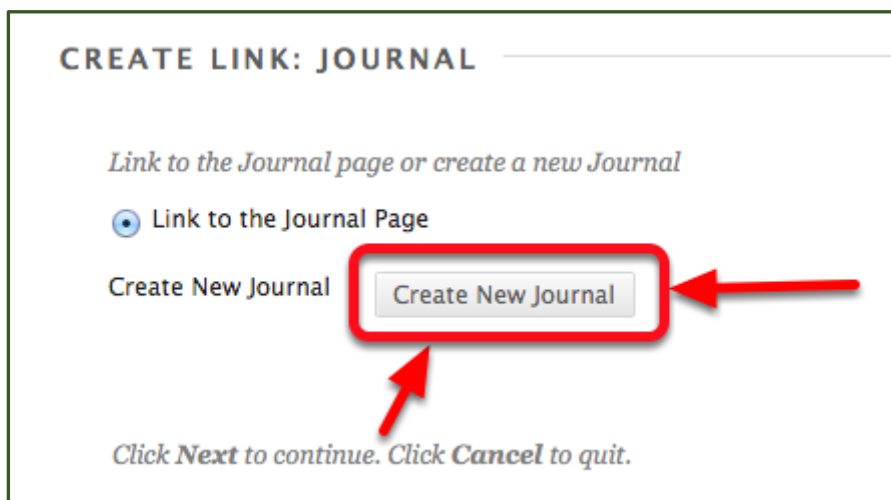 CREATE LINK: JOURNAL
Link to the Journal page or create a new Journal
Link to the Journal Page
Create New Journal Create New Journal
Click Next to continue. Click Cancel to quit.